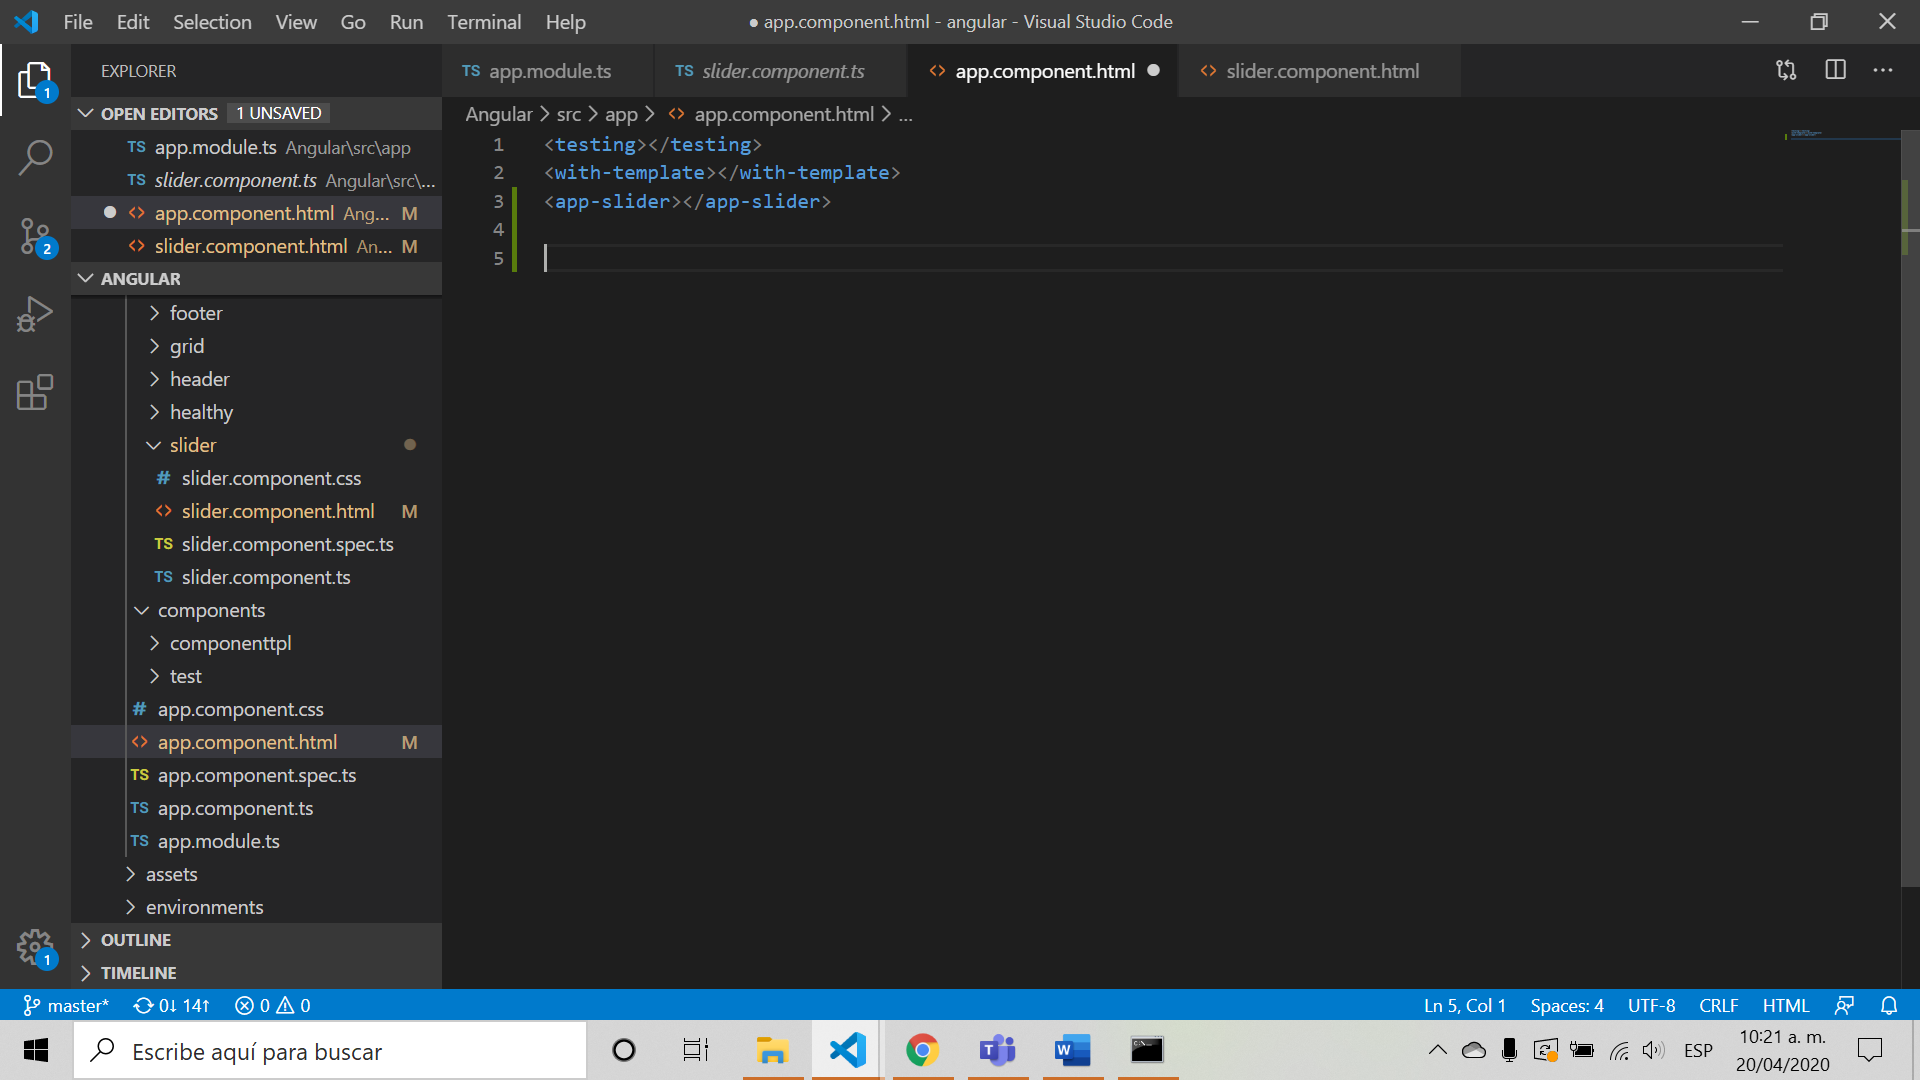 File Edit Selection View Go Run Terminal Help
● app.component.html - angular - Visual Studio Code
EXPLORER
TS app.module.ts
TS slider.component.ts
<> app.component.html ●
<> slider.component.html
Angular > src > app > <> app.component.html > ...
1
OPEN EDITORS 1 UNSAVED
TS app.module.ts Angular\src\app
TS slider.component.ts Angular\src\...
● <> app.component.html Ang... M
<> slider.component.html An... M
2
ANGULAR
footer
grid
header
healthy
slider
# slider.component.css
<> slider.component.html M
TS slider.component.spec.ts
TS slider.component.ts
components
componenttpl
test
# app.component.css
<> app.component.html M
TS app.component.spec.ts
TS app.component.ts
TS app.module.ts
assets
environments
OUTLINE
TIMELINE
1
1 <testing></testing>
2 <with-template></with-template>
3 <app-slider></app-slider>
4
5
master* 0↓ 14↑ 0 0
Ln 5, Col 1 Spaces: 4 UTF-8 CRLF HTML
Escribe aquí para buscar
ESP
10:21 a. m.
20/04/2020